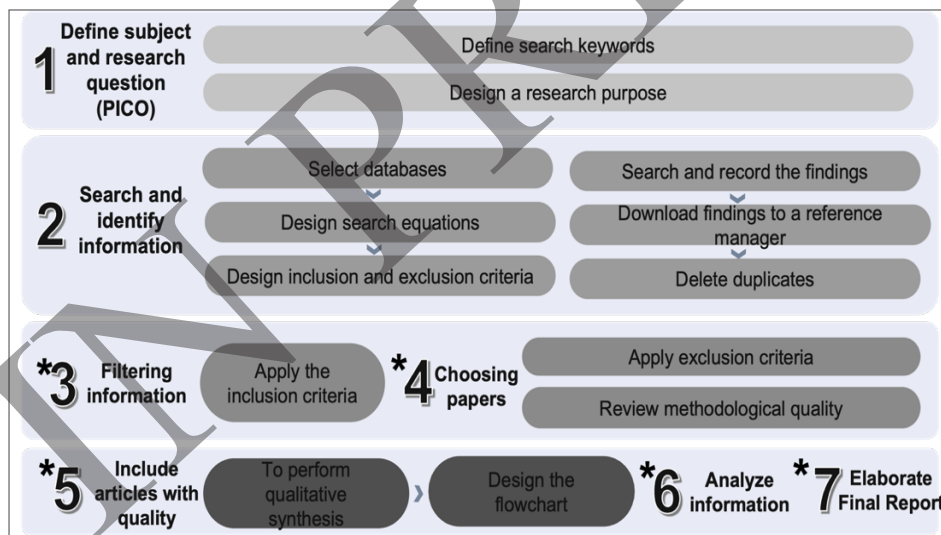 1
Define subject
and research
question
(PICO)
Define search keywords
Design a research purpose
2
Search and
identify
information
Select databases
Design search equations
Design inclusion and exclusion criteria
Search and record the findings
Download findings to a reference
manager
Delete duplicates
*3
Filtering
information
Apply the
inclusion criteria
*4
Choosing
papers
Apply exclusion criteria
Review methodological quality
*5
Include
articles with
quality
To perform
qualitative
synthesis
Design the
flowchart
*6
Analyze
information
*7
Elaborate
Final Report
IN PR